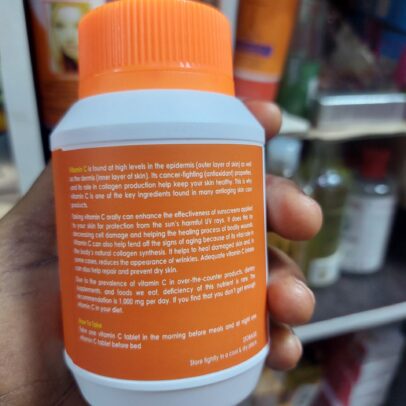 Vitamin C is found at high levels in the epidermis (outer layer of skin) as well
as the dermis (inner layer of skin). Its cancer-fighting (antioxidant) properties
and its role in collagen production help keep your skin healthy. This is why
vitamin C is one of the key ingredients found in many antiaging skin care
products.
Taking vitamin C orally can enhance the effectiveness of sunscreens applied
to your skin for protection from the sun's harmful UV rays. It does this by
decreasing cell damage and helping the healing process of bodily wounds.
Vitamin C can also help fend off the signs of aging because of its vital role in
the body's natural collagen synthesis. It helps to heal damaged skin and, in
some cases, reduces the appearance of wrinkles. Adequate vitamin C intake
can also help repair and prevent dry skin.
Due to the prevalence of vitamin C in over-the-counter products, dietary
supplements, and foods we eat, deficiency of this nutrient is rare. The
recommendation is 1,000 mg per day. If you find that you don't get enough
vitamin C in your diet.
How To Take
Take one vitamin C tablet in the morning before meals and at night one
vitamin C tablet before bed
STORAGE
Store tightly in a cool & dry place